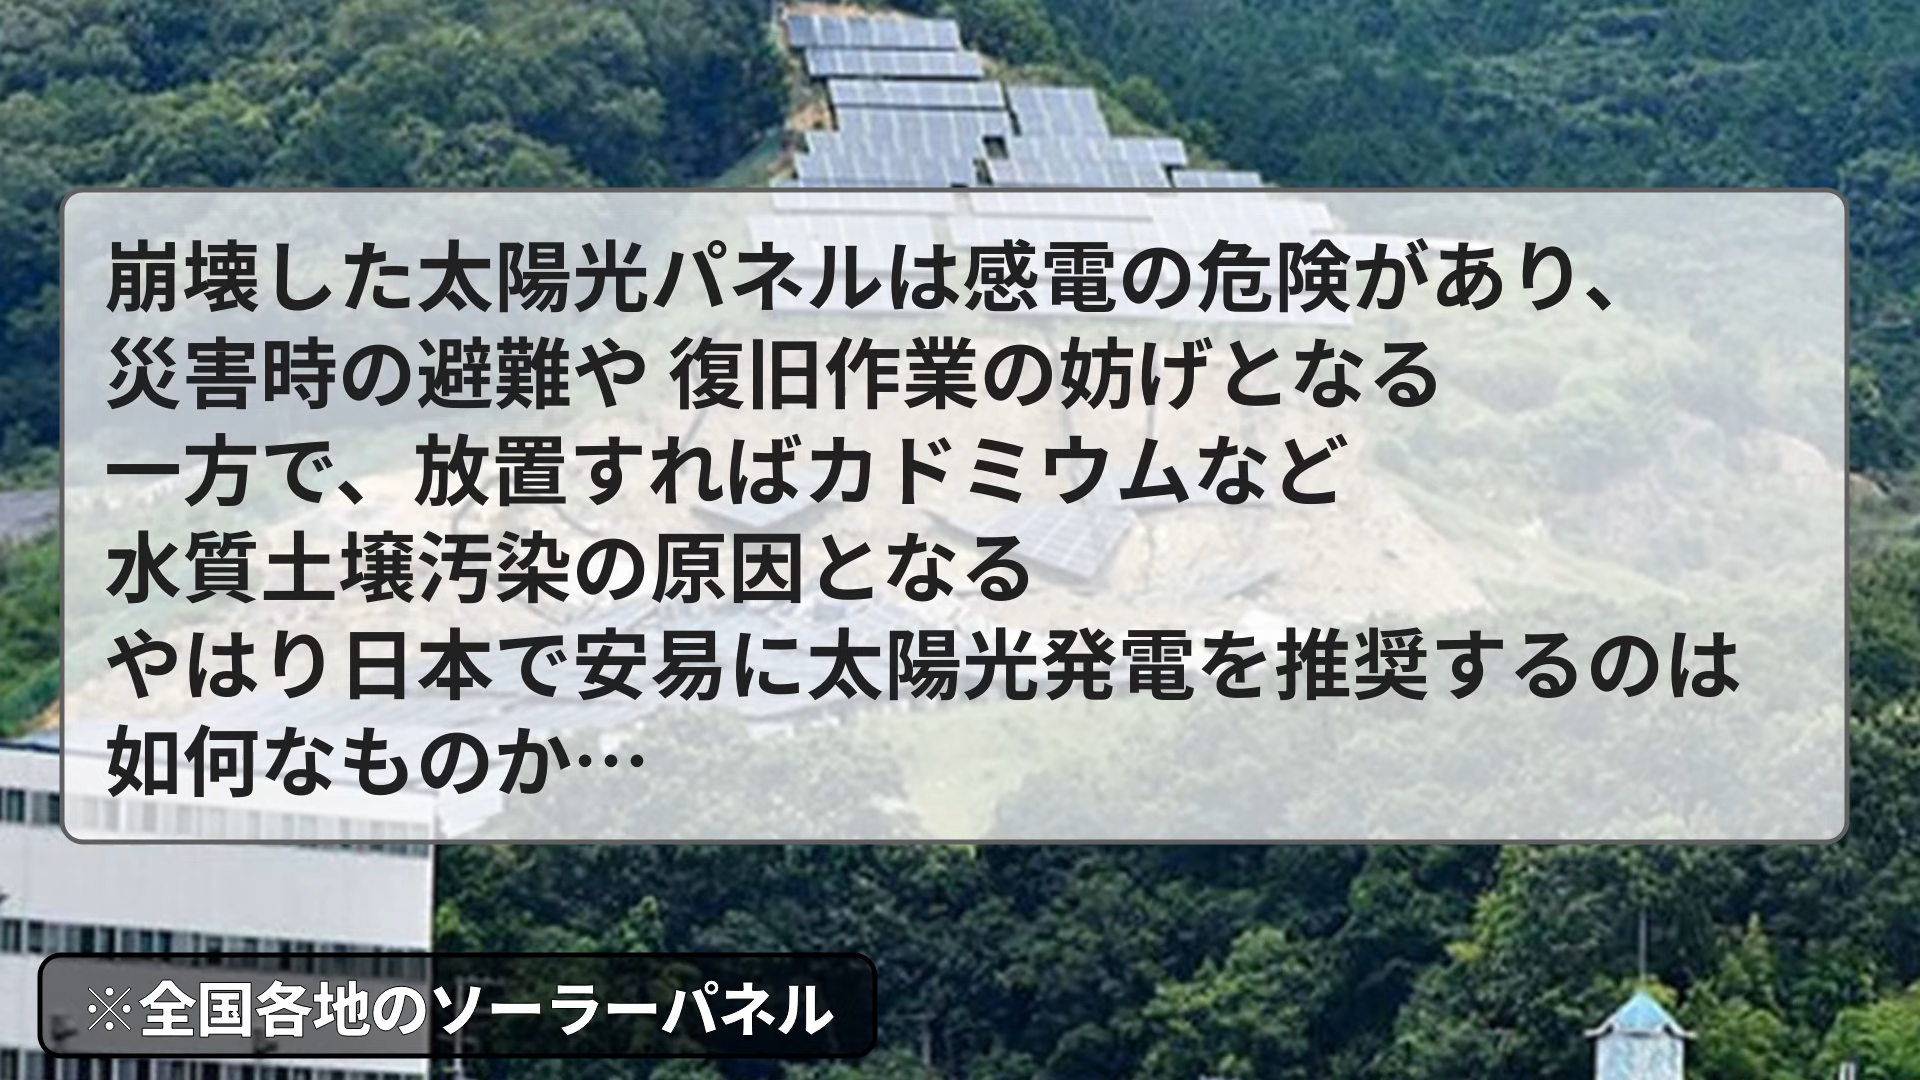 崩壊した太陽光パネルは感電の危険があり、
災害時の避難や 復旧作業の妨げとなる
一方で、放置すればカドミウムなど
水質土壌汚染の原因となる
やはり日本で安易に太陽光発電を推奨するのは
如何なものか…
※全国各地のソーラーパネル